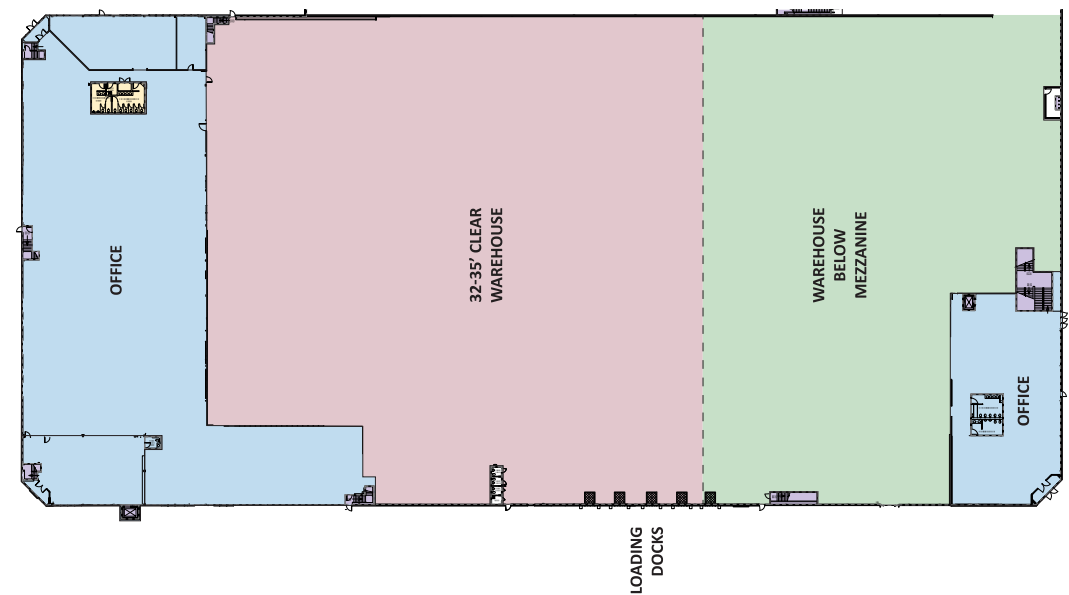 OFFICE
32-35' CLEAR
WAREHOUSE
WAREHOUSE
BELOW
MEZZANINE
OFFICE
LOADING
DOCKS